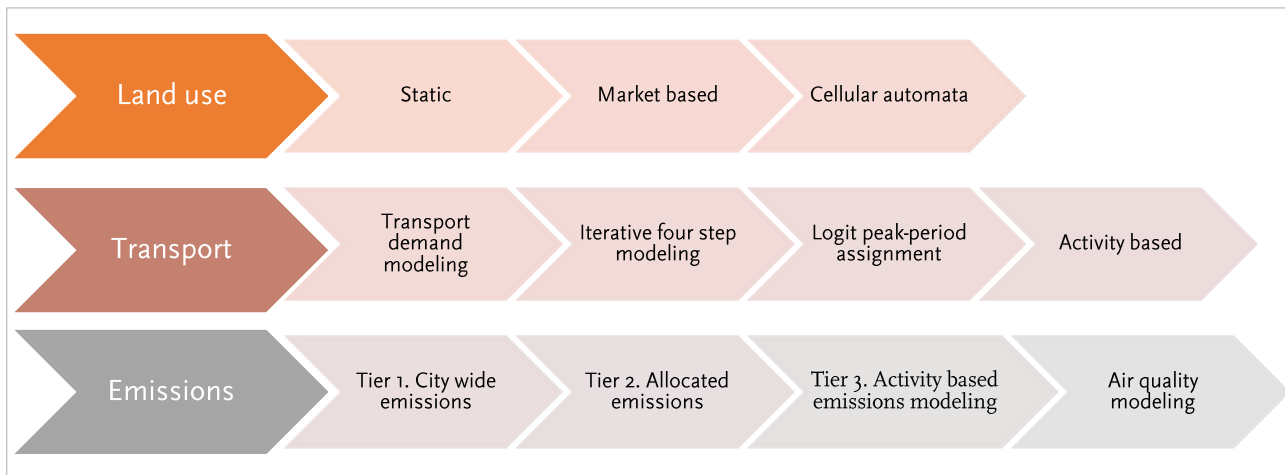 Land use
Static
Market based
Cellular automata
Transport
Transport
demand
modeling
Iterative four step
modeling
Logit peak-period
assignment
Activity based
Emissions
Tier 1. City wide
emissions
Tier 2. Allocated
emissions
Tier 3. Activity based
emissions modeling
Air quality
modeling